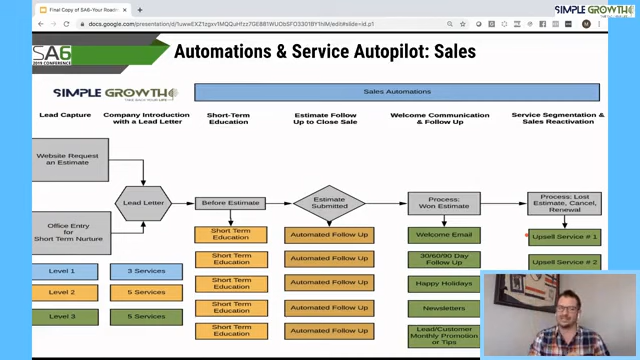 Final Copy of SA6-Your Roadm
docs.google.com/presentation/d/1uwwEXZ1zgxv1MQQuHfzz7GE881WUgOb03mBYN1Y1hIM/edit#slide=id.p1
SIMPLE GROWTH
SA6
2019 CONFERENCE
Automations & Service Autopilot: Sales
SIMPLE GROWTH
Sales Automations
Lead Capture
Company Introduction
with a Lead Letter
Short-Term
Education
Estimate Follow
Up to Close Sale
Welcome Communication
& Follow Up
Service Segmentation &
Sales Reactivation
Website Request
an Estimate
Lead Letter
Before Estimate
Estimate
Submitted
Process:
Won Estimate
Process: Lost
Estimate, Cancel,
Renewal
Office Entry
for
Short Term Nurture
Short Term
Education
Automated Follow Up
Welcome Email
Upsell Service # 1
Short Term
Education
Automated Follow Up
30/60/90 Day
Follow Up
Upsell Service # 2
Level 1
3 Services
Short Term
Education
Automated Follow Up
Happy Holidays
Level 2
5 Services
Short Term
Education
Automated Follow Up
Newsletters
Level 3
5 Services
Short Term
Education
Automated Follow Up
Lead/Customer
Monthly Promotion
or Tips